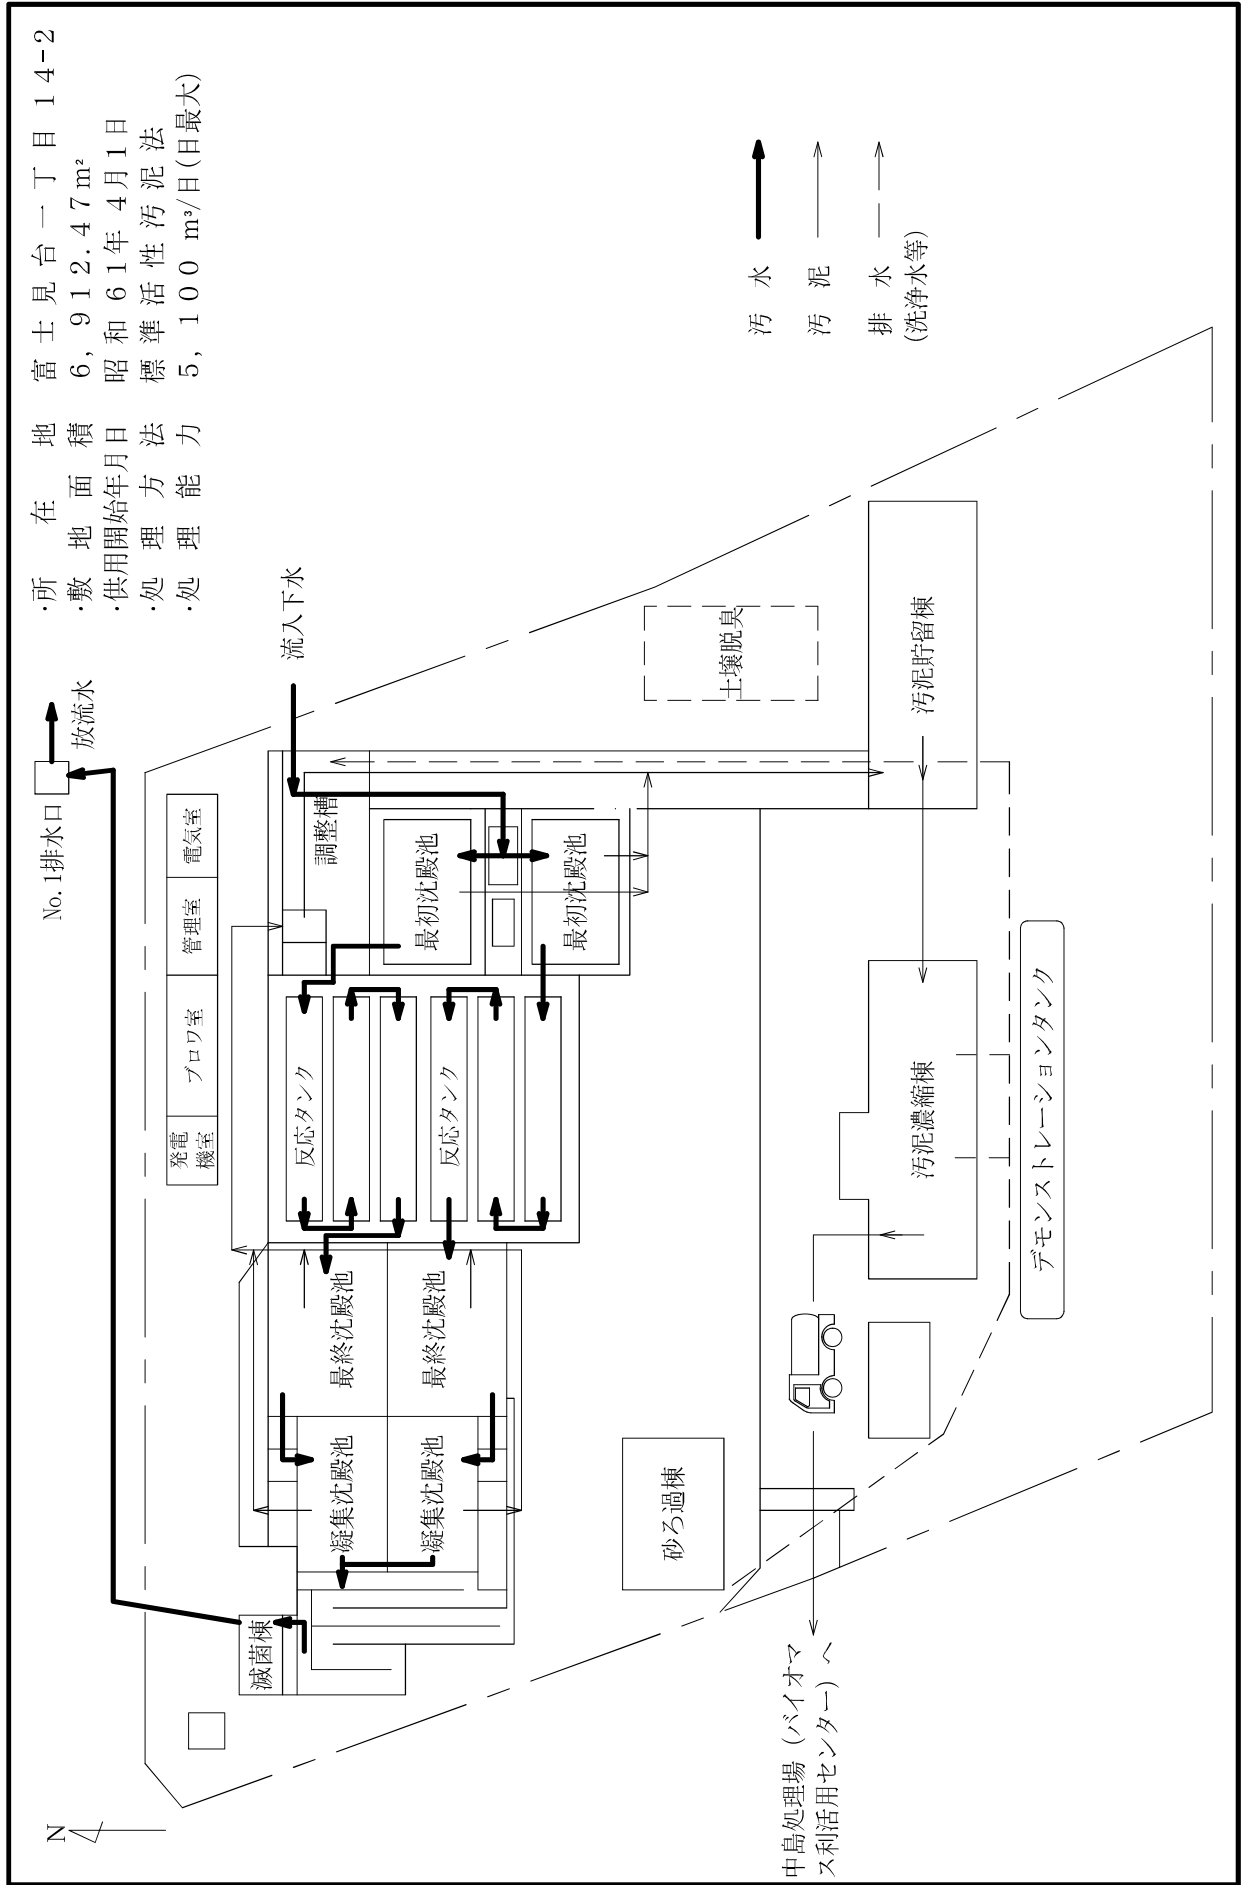 ・所在地 富士見台一丁目 14-2
・敷地面積 6,912.47m²
・供用開始年月日 昭和 61年 4月1日
・処理方法 標準活性汚泥法
・処理能力 5,100 m³/日(日最大)
N
No.1排水口
放流水
流入下水
発電機室
ブロワ室
管理室
電気室
滅菌棟
調整槽
凝集沈殿池
最終沈殿池
反応タンク
最初沈殿池
凝集沈殿池
最終沈殿池
反応タンク
最初沈殿池
砂ろ過棟
土壌脱臭
汚水
汚泥
排水
(洗浄水等)
中島処理場（バイオマ
ス利活用センター）へ
汚泥濃縮棟
汚泥貯留棟
デモンストレーションタンク